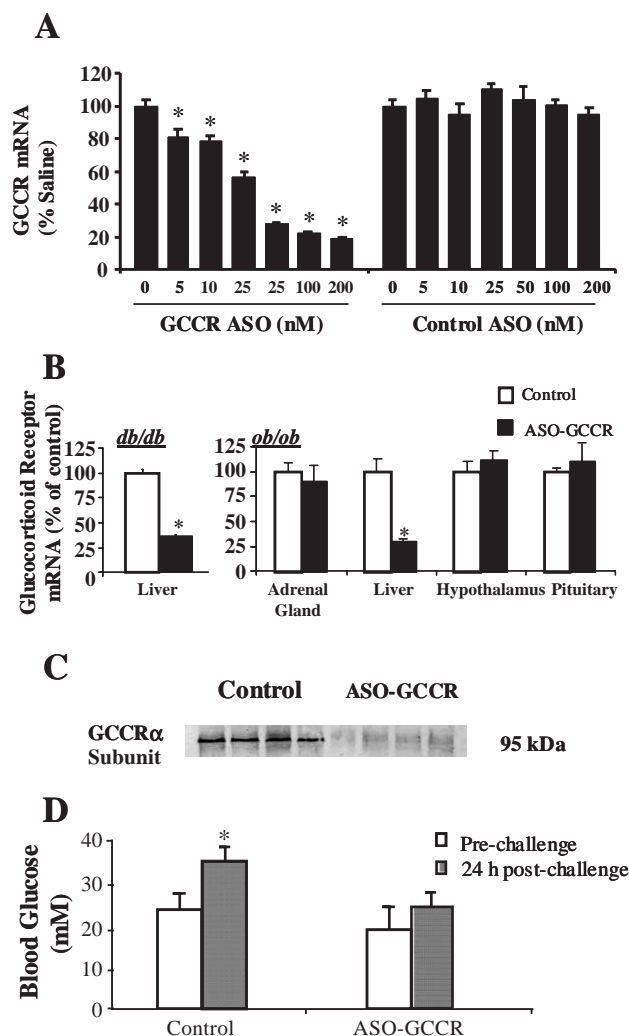 A
GCCR mRNA
(% Saline)
120
100
80
60
40
20
0
* * * * * *
0 5 10 25 25 100 200
0 5 10 25 50 100 200
GCCR ASO (nM)
Control ASO (nM)
B
Control
ASO-GCCR
Glucocorticoid Receptor
mRNA (% of control)
db/db
125
100
75
50
25
0
*
Liver
ob/ob
125
100
75
50
25
0
*
Adrenal
Gland
Liver
Hypothalamus
Pituitary
C
Control
ASO-GCCR
GCCRα
Subunit
95 kDa
D
Blood Glucose
(mM)
40
30
20
10
0
*
Pre-challenge
24 h post-challenge
Control
ASO-GCCR